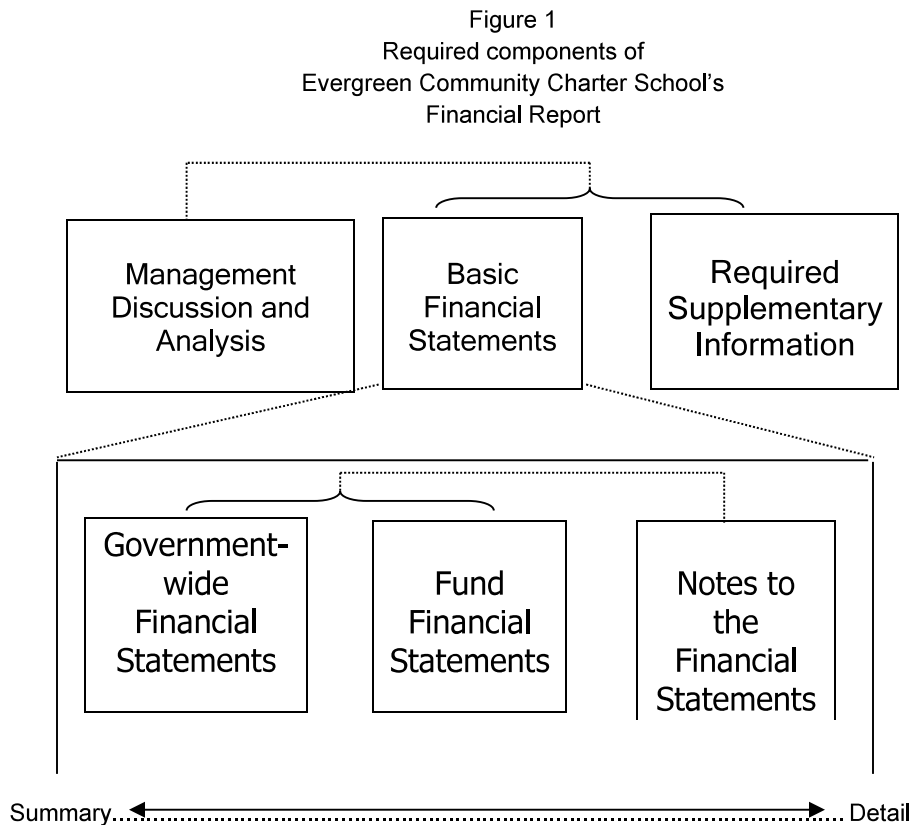 Figure 1
Required components of
Evergreen Community Charter School's
Financial Report
Management
Discussion and
Analysis
Basic
Financial
Statements
Required
Supplementary
Information
Government-
wide
Financial
Statements
Fund
Financial
Statements
Notes to
the
Financial
Statements
Summary Detail